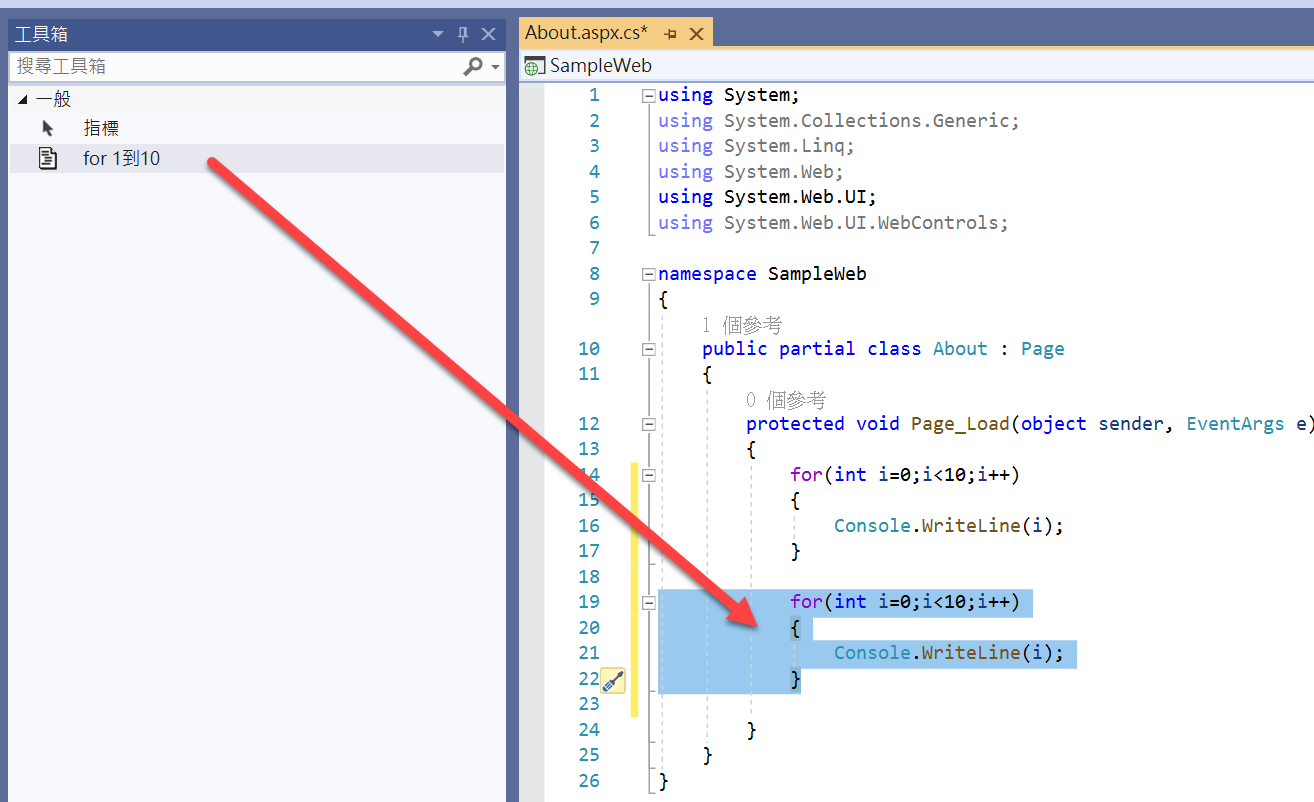 工具箱
搜尋工具箱
一般
指標
for 1到10
About.aspx.cs*
SampleWeb
1 using System;
2 using System.Collections.Generic;
3 using System.Linq;
4 using System.Web;
5 using System.Web.UI;
6 using System.Web.UI.WebControls;
7
8 namespace SampleWeb
9 {
1 個參考
10 public partial class About : Page
11 {
0 個參考
12 protected void Page_Load(object sender, EventArgs e)
13 {
14 for(int i=0;i<10;i++)
15 {
16 Console.WriteLine(i);
17 }
18
19 for(int i=0;i<10;i++)
20 {
21 Console.WriteLine(i);
22 }
23
24 }
25 }
26 }